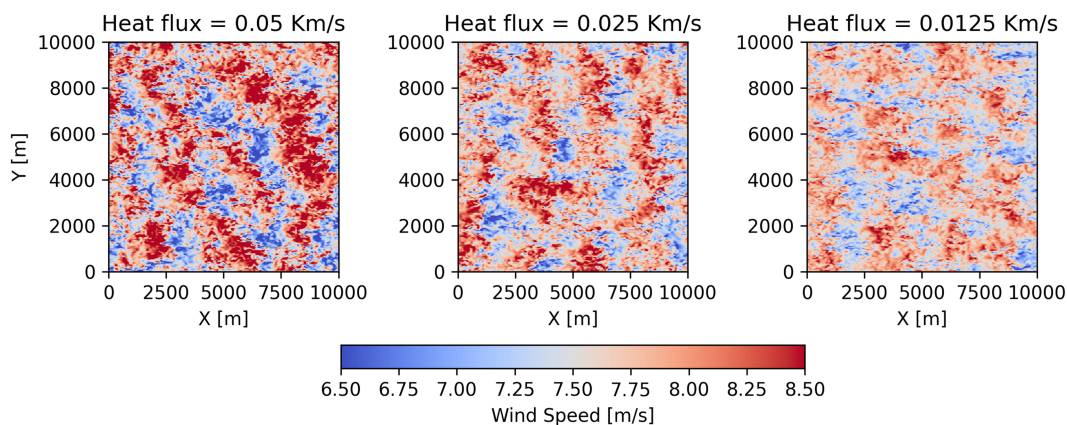 Heat flux = 0.05 Km/s Heat flux = 0.025 Km/s Heat flux = 0.0125 Km/s
10000 10000 10000
8000 8000 8000
6000 6000 6000
Y [m]
4000 4000 4000
2000 2000 2000
0 0 0
0 2500 5000 7500 10000 0 2500 5000 7500 10000 0 2500 5000 7500 10000
X [m] X [m] X [m]
6.50 6.75 7.00 7.25 7.50 7.75 8.00 8.25 8.50
Wind Speed [m/s]